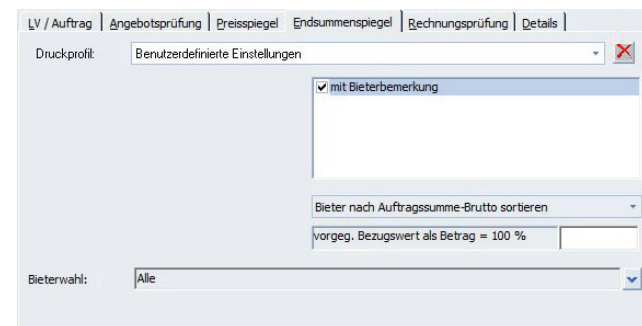 LV / Auftrag Angebotsprüfung Preisspiegel Endsummenspiegel Rechnungsprüfung Details
Druckprofil: Benutzerdefinierte Einstellungen
mit Bieterbemerkung
Bieter nach Auftragssumme-Brutto sortieren
vorgeg. Bezugswert als Betrag = 100 %
Bieterwahl: Alle